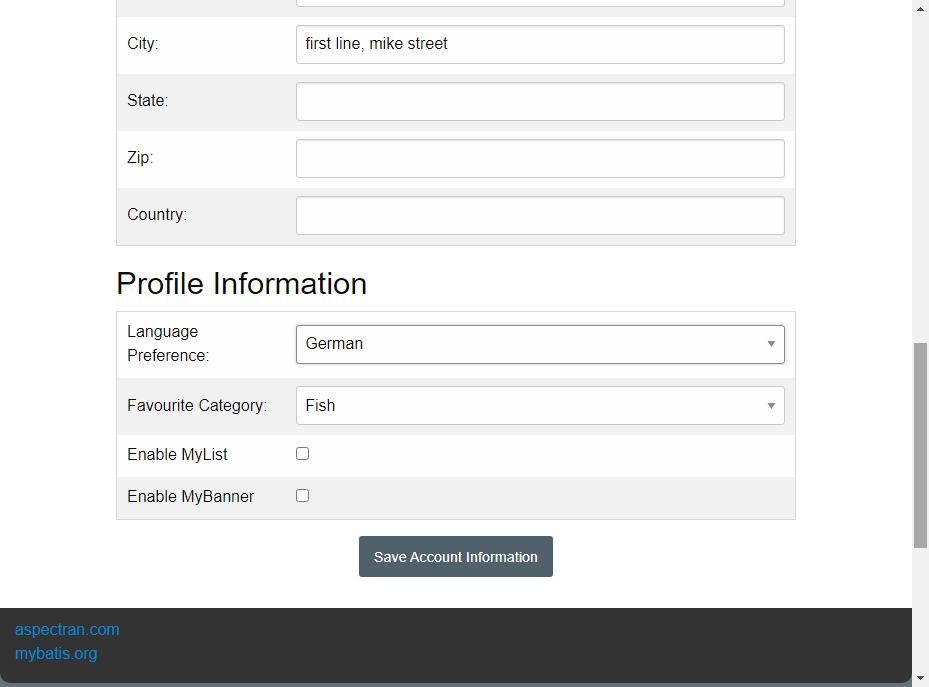 City:
first line, mike street
State:
Zip:
Country:
Profile Information
Language
Preference:
German
Favourite Category:
Fish
Enable MyList
Enable MyBanner
Save Account Information
aspectran.com
mybatis.org